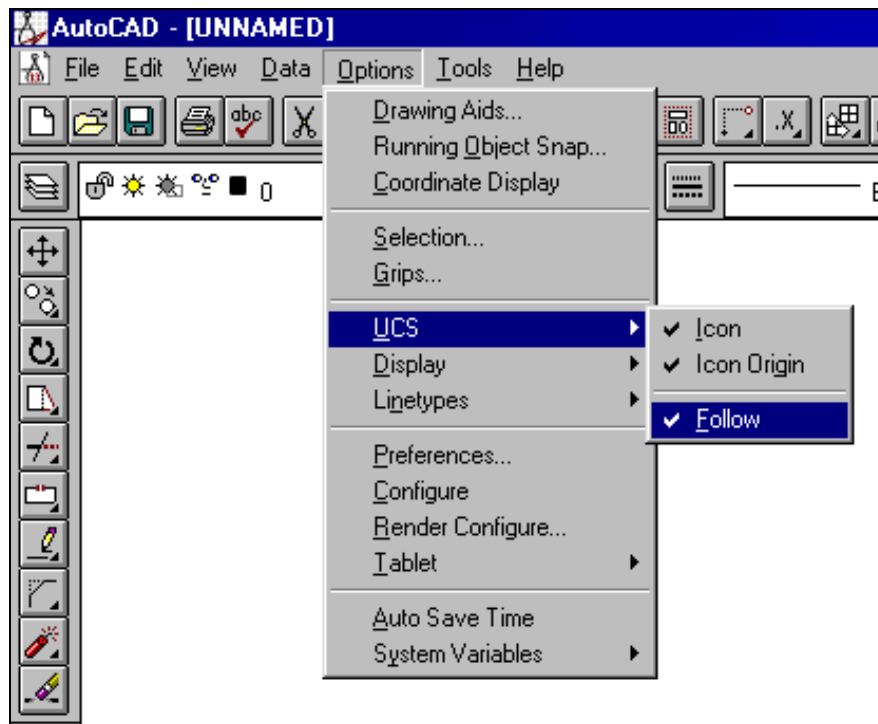 AutoCAD - [UNNAMED]
File Edit View Data Options Tools Help
Drawing Aids...
abc
.X
Running Object Snap...
0
Coordinate Display
Selection...
Grips...
UCS
Icon
Display
Icon Origin
Linetypes
Follow
Preferences...
Configure
Render Configure...
Tablet
Auto Save Time
System Variables